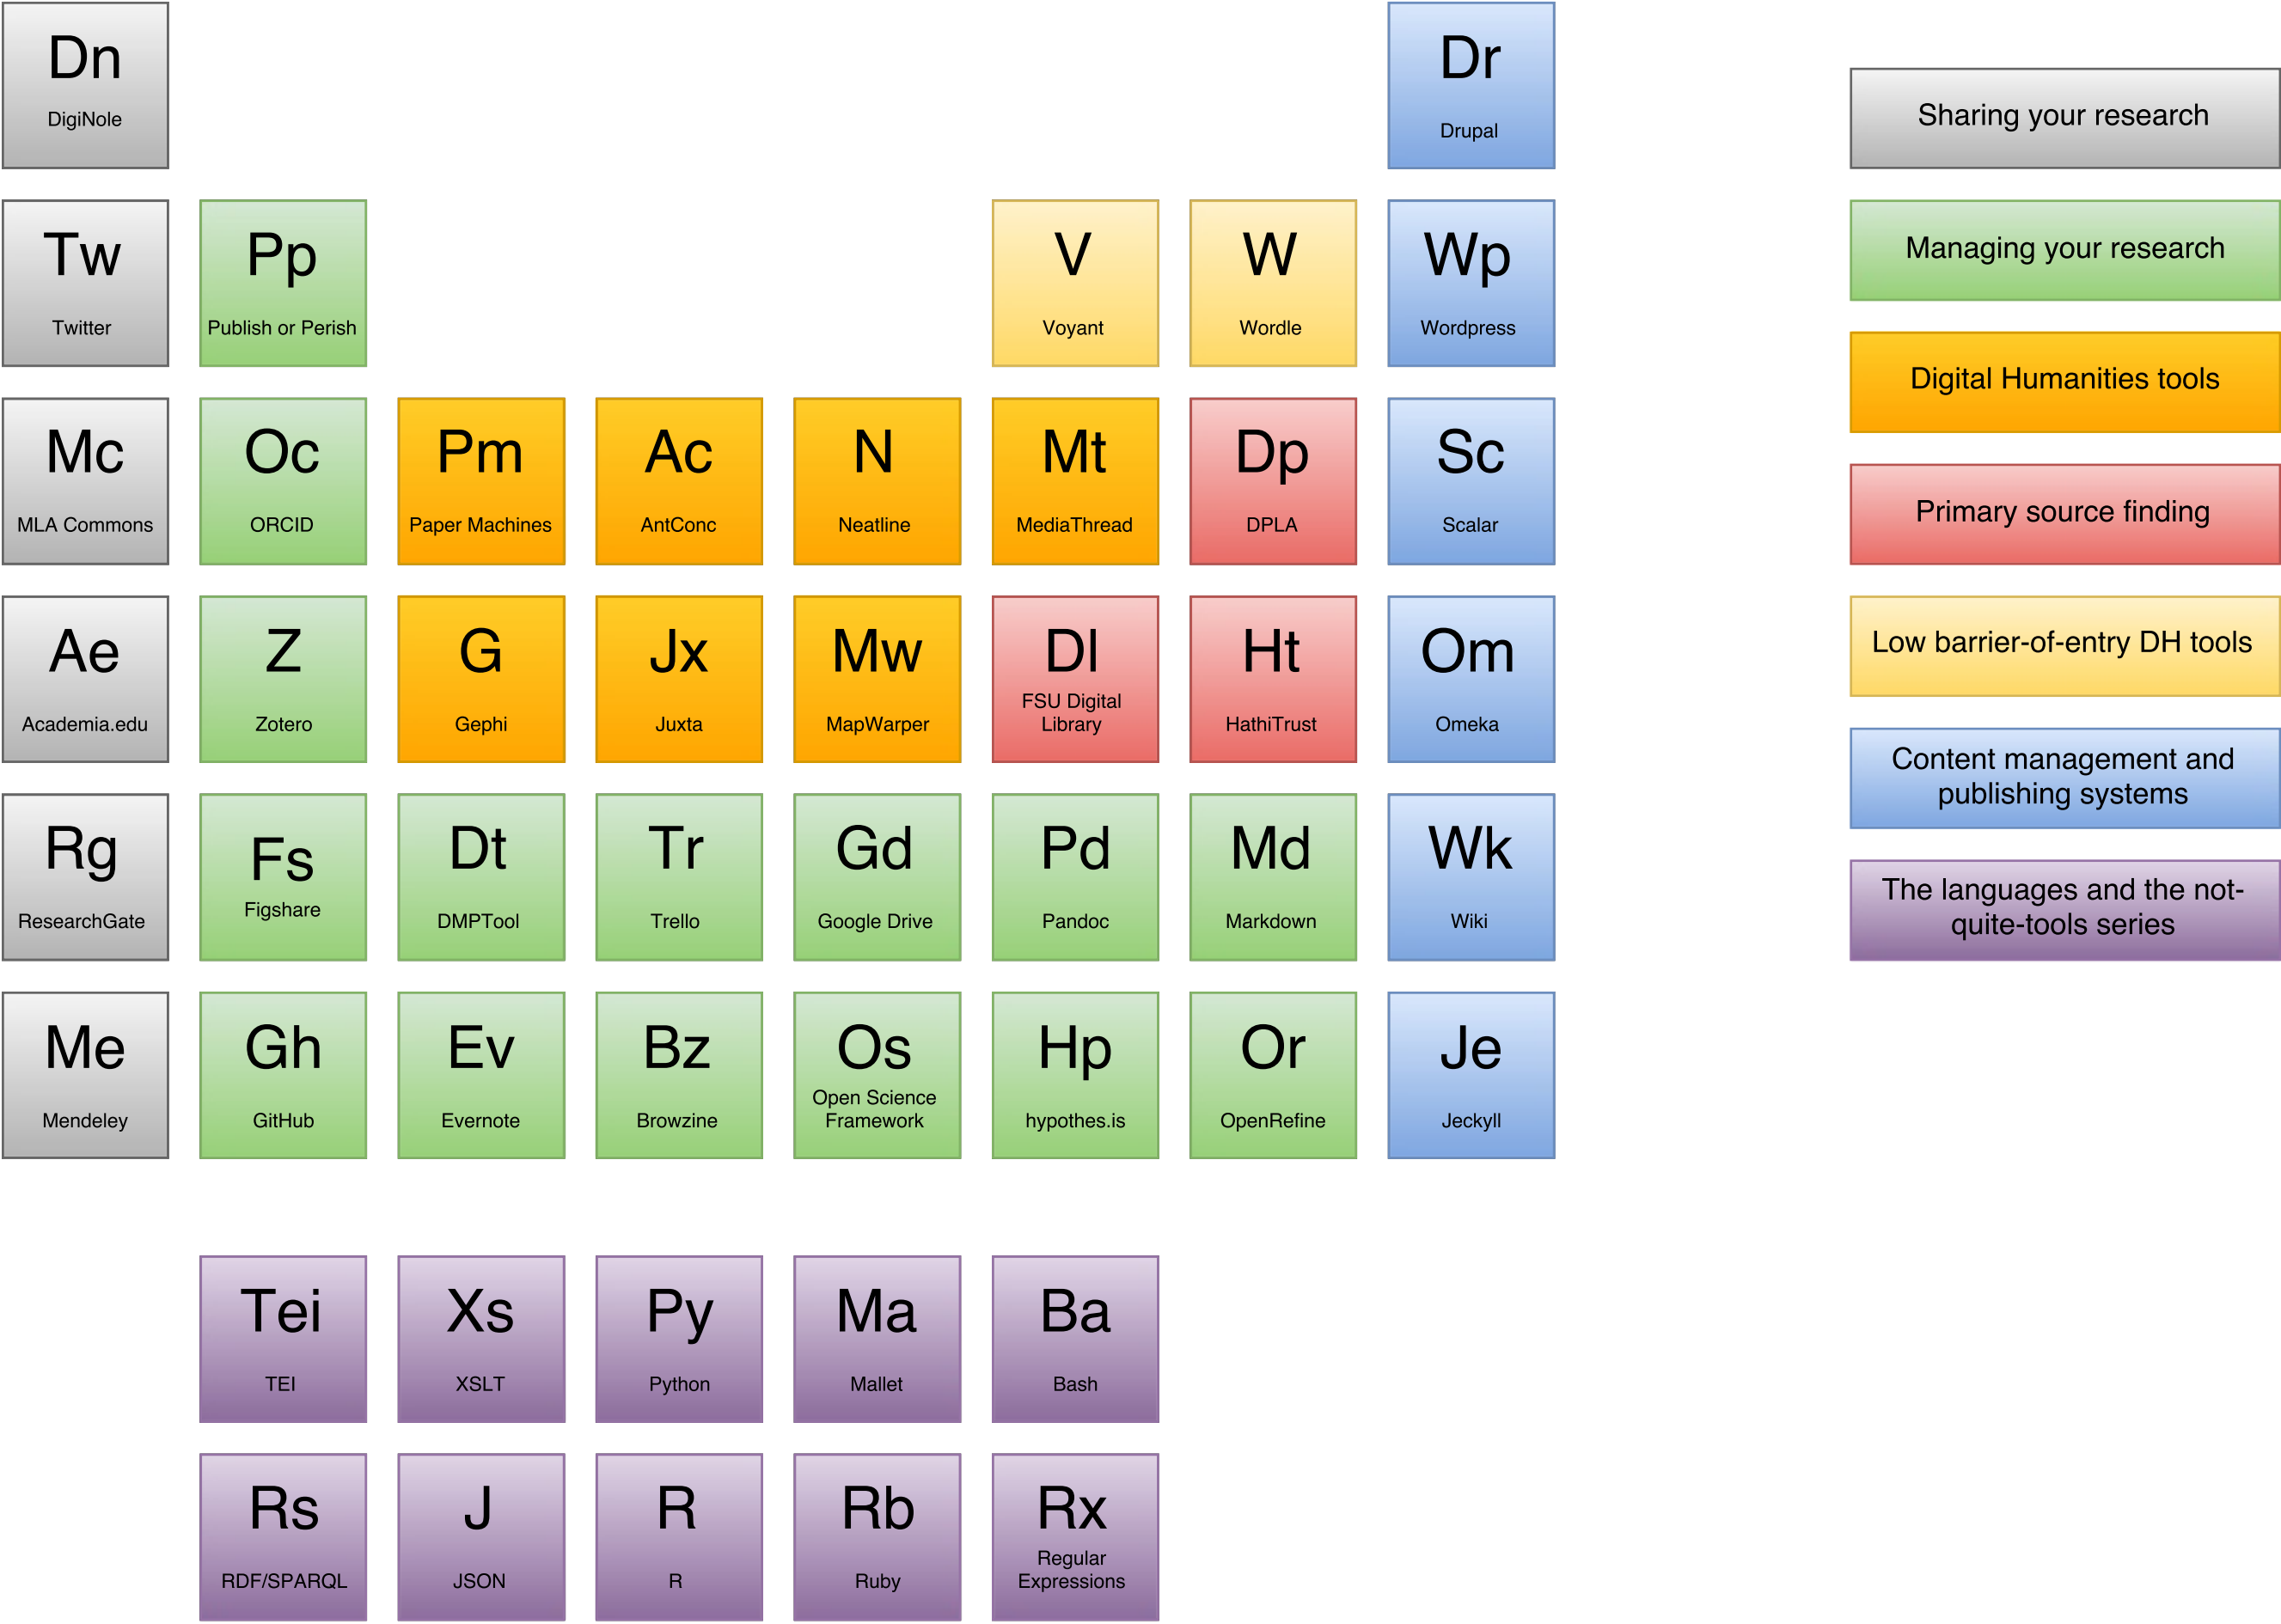 Dn
DigiNole
Dr
Drupal
Tw
Twitter
Pp
Publish or Perish
V
Voyant
W
Wordle
Wp
Wordpress
Mc
MLA Commons
Oc
ORCID
Pm
Paper Machines
Ac
AntConc
N
Neatline
Mt
MediaThread
Dp
DPLA
Sc
Scalar
Ae
Academia.edu
Z
Zotero
G
Gephi
Jx
Juxta
Mw
MapWarper
Dl
FSU Digital
Library
Ht
HathiTrust
Om
Omeka
Rg
ResearchGate
Fs
Figshare
Dt
DMPTool
Tr
Trello
Gd
Google Drive
Pd
Pandoc
Md
Markdown
Wk
Wiki
Me
Mendeley
Gh
GitHub
Ev
Evernote
Bz
Browzine
Os
Open Science
Framework
Hp
hypothes.is
Or
OpenRefine
Je
Jeckyll
Tei
TEI
Xs
XSLT
Py
Python
Ma
Mallet
Ba
Bash
Rs
RDF/SPARQL
J
JSON
R
R
Rb
Ruby
Rx
Regular
Expressions
Sharing your research
Managing your research
Digital Humanities tools
Primary source finding
Low barrier-of-entry DH tools
Content management and
publishing systems
The languages and the not-
quite-tools series